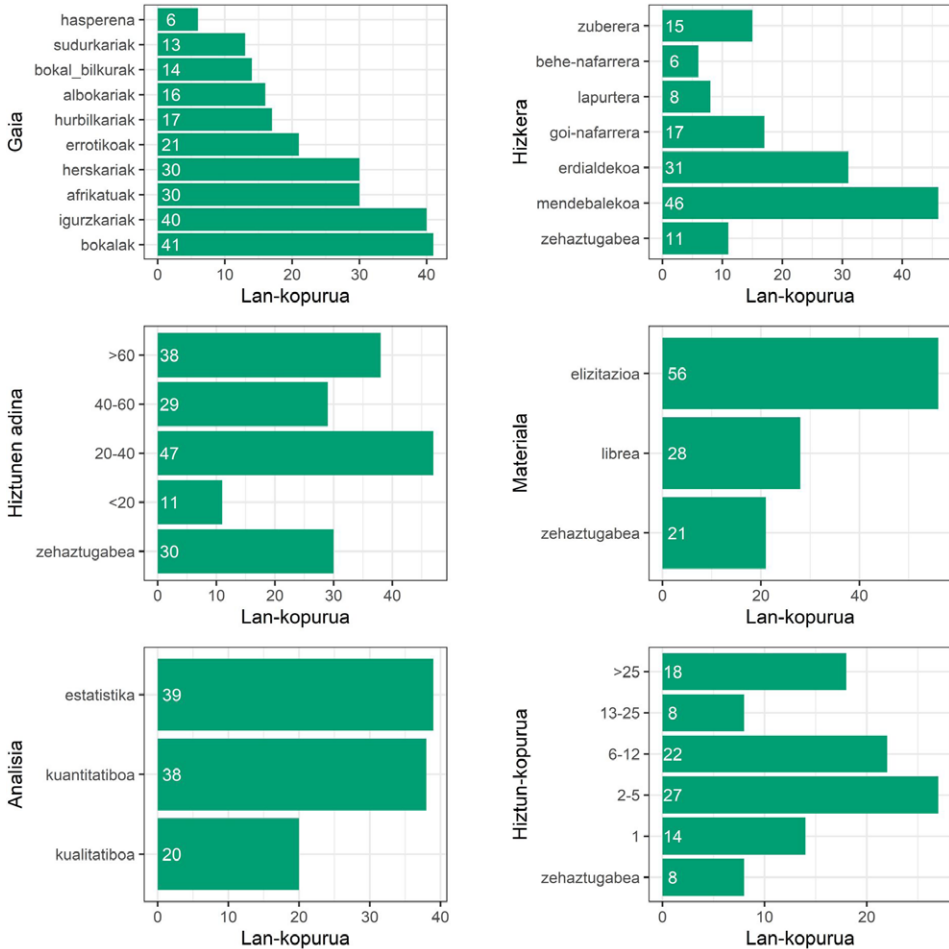 Gaia
hasperena 6
sudurkariak 13
bokal_bilkurak 14
albokariak 16
hurbilkariak 17
errotikoak 21
herskariak 30
afrikatuak 30
igurzkariak 40
bokalak 41
0 10 20 30 40
Lan-kopurua
Hizkera
zuberera 15
behe-nafarrera 6
lapurtera 8
goi-nafarrera 17
erdialdekoa 31
mendebalekoa 46
zehaztugabea 11
0 20 40
Lan-kopurua
Hiztunen adina
>60 38
40-60 29
20-40 47
<20 11
zehaztugabea 30
0 10 20 30 40
Lan-kopurua
Materiala
elizitazioa 56
librea 28
zehaztugabea 21
0 20 40
Lan-kopurua
Analisia
estatistika 39
kuantitatiboa 38
kualitatiboa 20
0 10 20 30 40
Lan-kopurua
Hiztun-kopurua
>25 18
13-25 8
6-12 22
2-5 27
1 14
zehaztugabea 8
0 10 20
Lan-kopurua